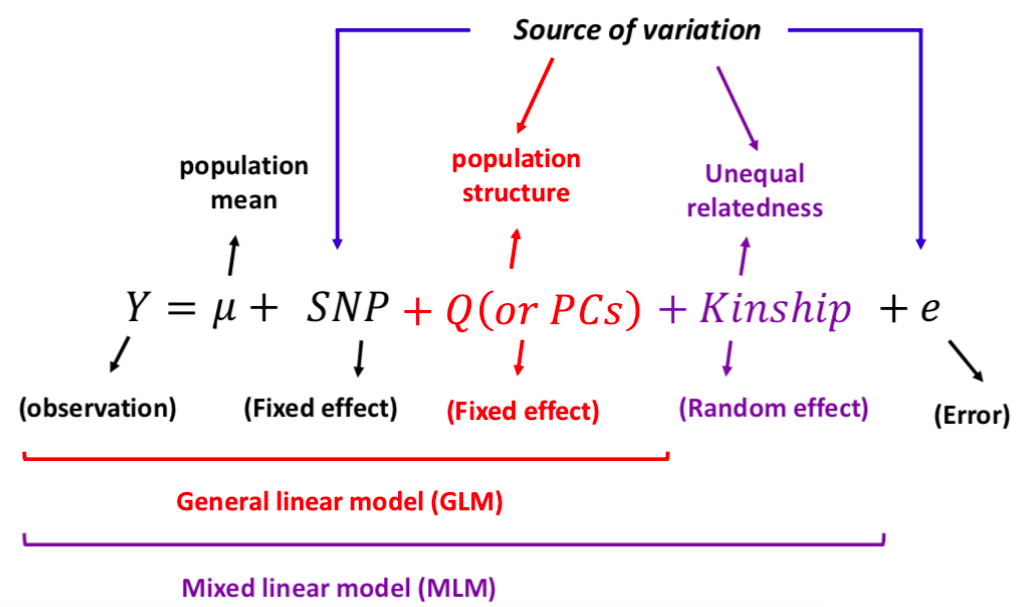 Source of variation
population
mean
population
structure
Unequal
relatedness
Y = μ + SNP + Q(or PCs) + Kinship + e
(observation)
(Fixed effect)
(Fixed effect)
(Random effect)
(Error)
General linear model (GLM)
Mixed linear model (MLM)